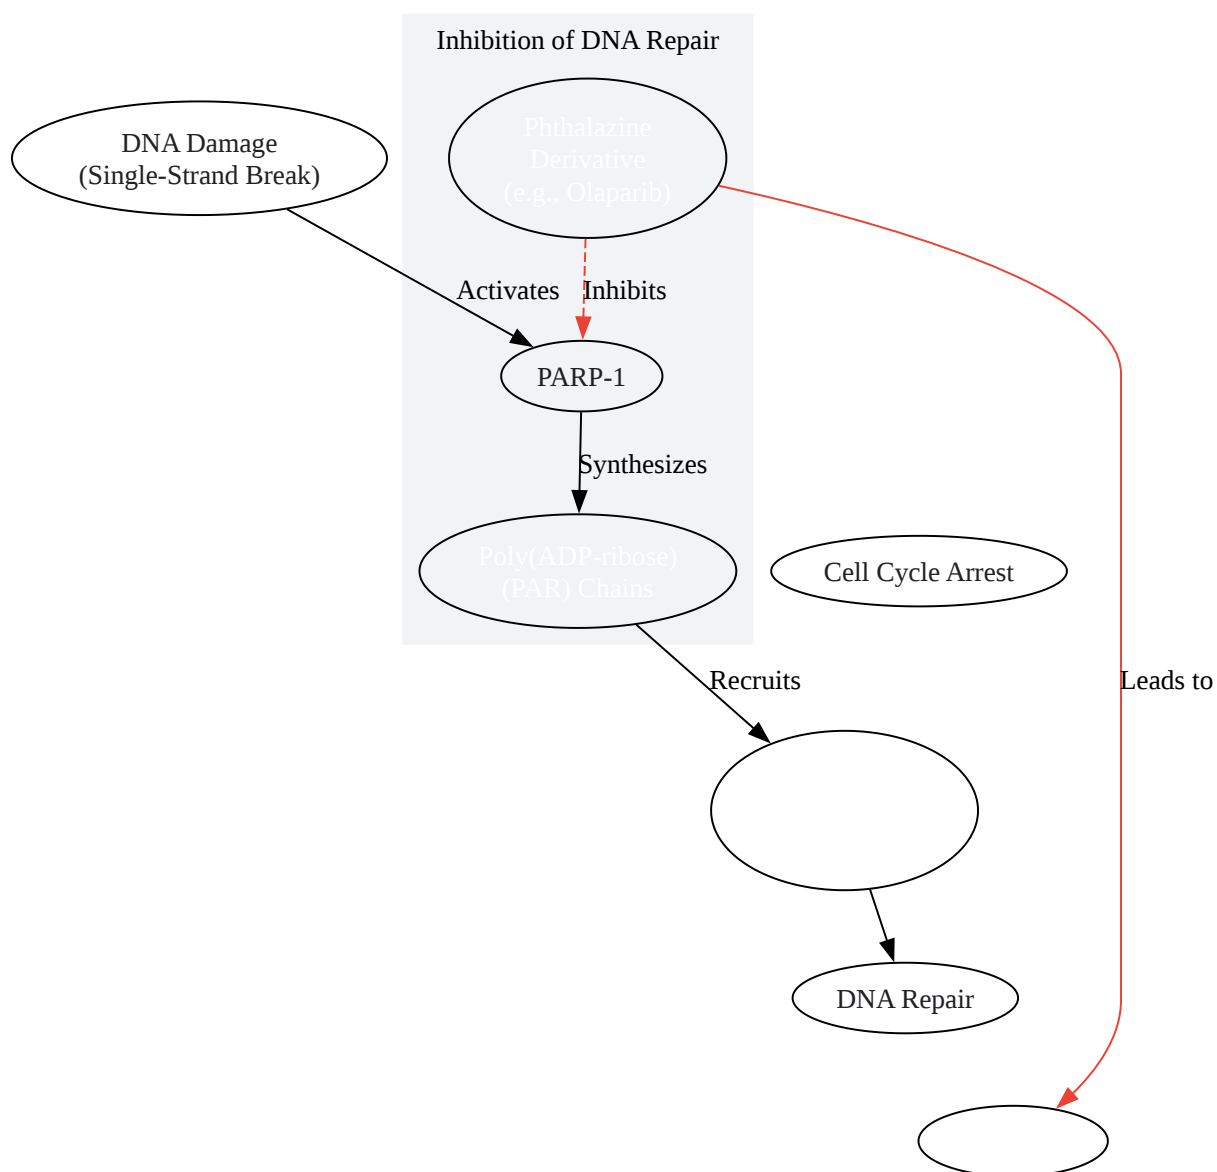 Inhibition of DNA Repair
DNA Damage
(Single-Strand Break)
Phthalazine
Derivative
(e.g., Olaparib)
Activates
Inhibits
PARP-1
Synthesizes
Poly(ADP-ribose)
(PAR) Chains
Cell Cycle Arrest
Recruits
Leads to
DNA Repair